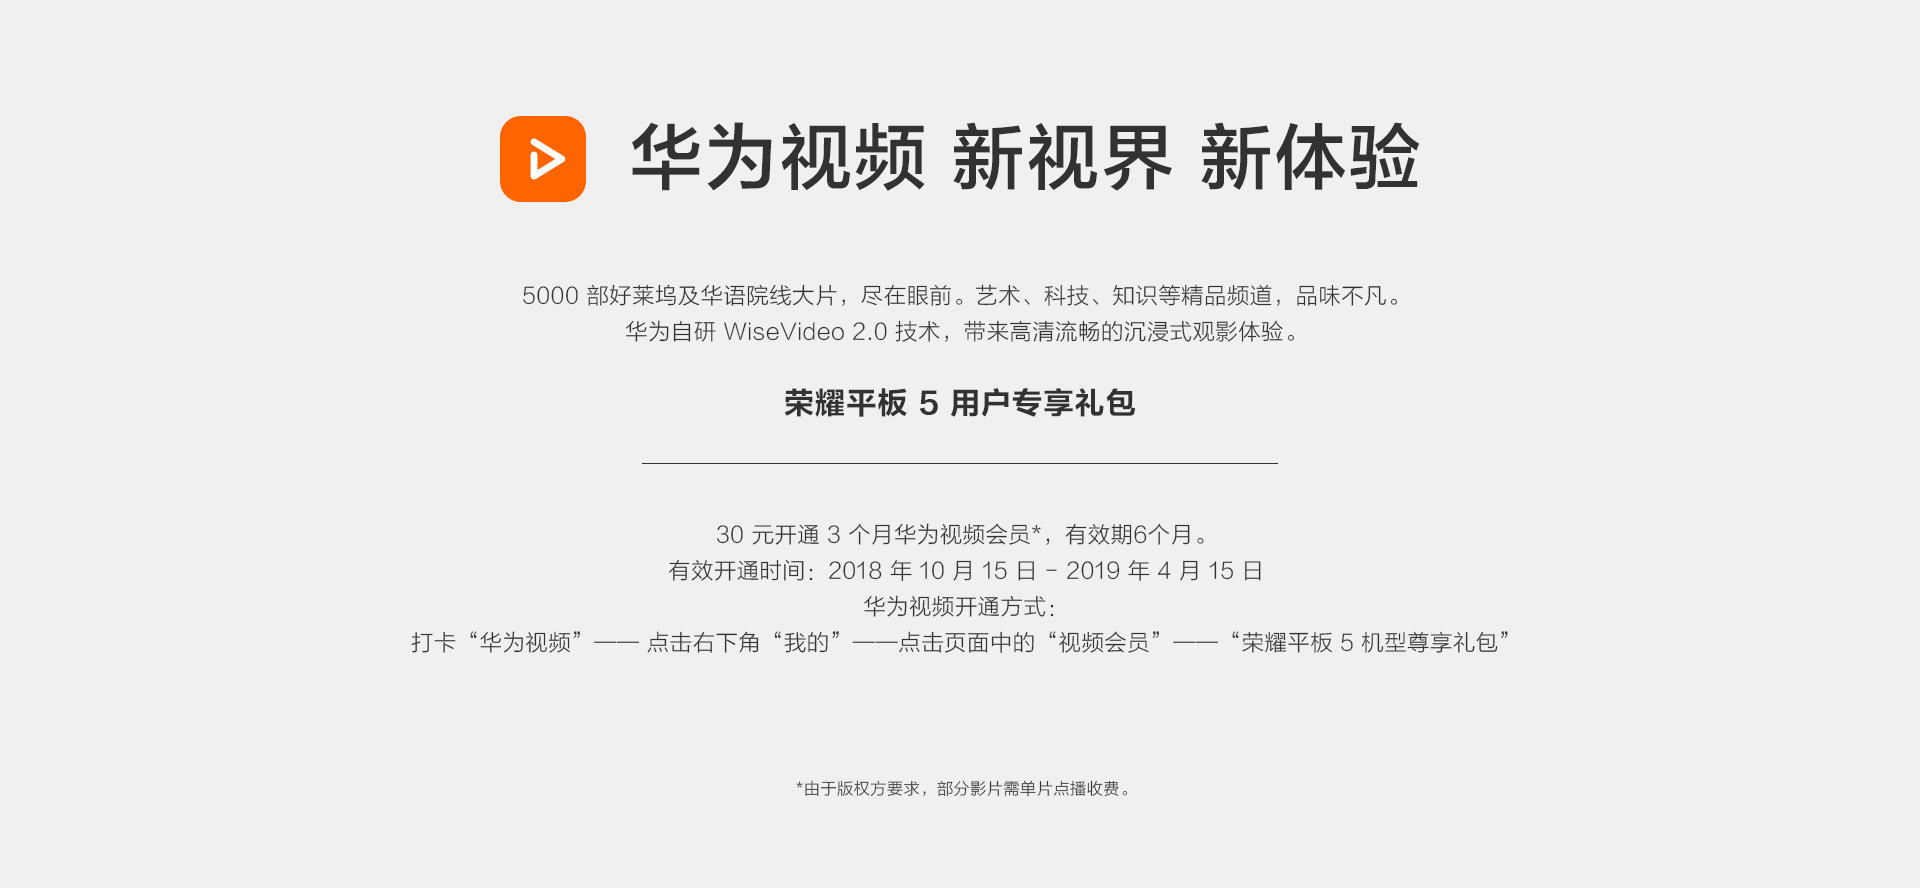 华为视频 新视界 新体验
5000 部好莱坞及华语院线大片，尽在眼前。艺术、科技、知识等精品频道，品味不凡。
华为自研 WiseVideo 2.0 技术，带来高清流畅的沉浸式观影体验。
荣耀平板 5 用户专享礼包
30 元开通 3 个月华为视频会员*，有效期6个月。
有效开通时间：2018 年 10 月 15 日 - 2019 年 4 月 15 日
华为视频开通方式：
打卡“华为视频”—— 点击右下角“我的”——点击页面中的“视频会员”——“荣耀平板 5 机型尊享礼包”
*由于版权方要求，部分影片需单片点播收费。